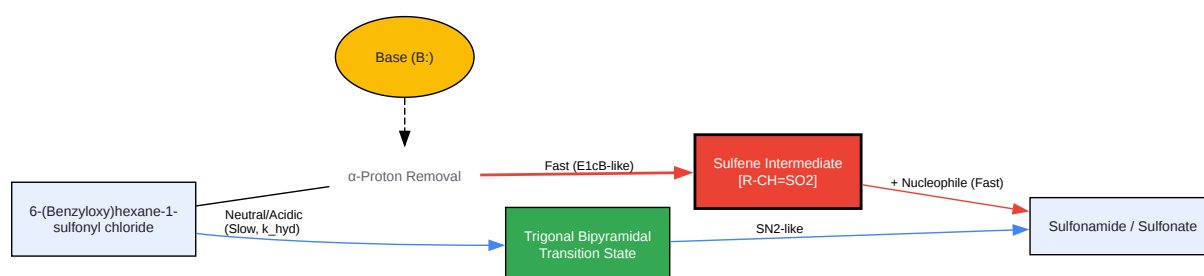 Base (B:)
α-Proton Removal
Fast (E1cB-like)
Sulfene Intermediate
[R-CH=SO2]
+ Nucleophile (Fast)
6-(Benzyloxy)hexane-1-
sulfonyl chloride
Neutral/Acidic
(Slow, k_hyd)
Trigonal Bipyramidal
Transition State
SN2-like
Sulfonamide / Sulfonate